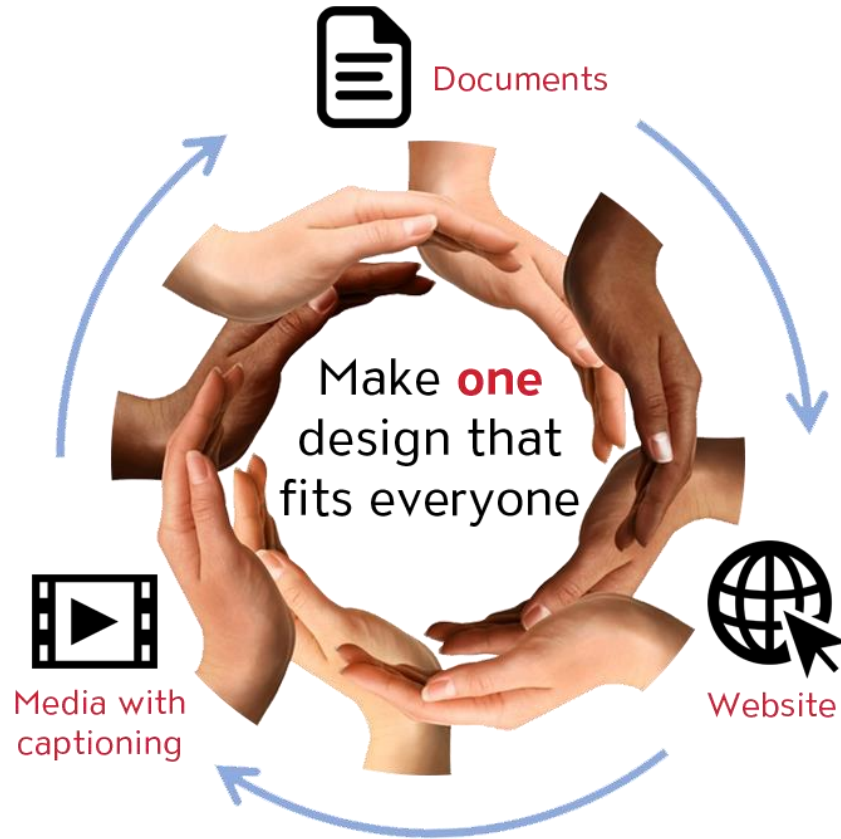 Documents
Make one
design that
fits everyone
Media with
captioning
Website